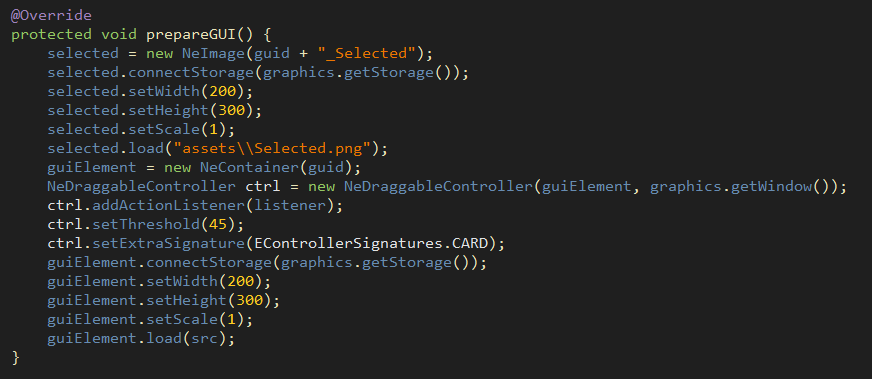 @Override
protected void prepareGUI() {
    selected = new NeImage(guid + "_Selected");
    selected.connectStorage(graphics.getStorage());
    selected.setWidth(200);
    selected.setHeight(300);
    selected.setScale(1);
    selected.load("assets\\Selected.png");
    guiElement = new NeContainer(guid);
    NeDraggableController ctrl = new NeDraggableController(guiElement, graphics.getWindow());
    ctrl.addActionListener(listener);
    ctrl.setThreshold(45);
    ctrl.setExtraSignature(EControllerSignatures.CARD);
    guiElement.connectStorage(graphics.getStorage());
    guiElement.setWidth(200);
    guiElement.setHeight(300);
    guiElement.setScale(1);
    guiElement.load(src);
}